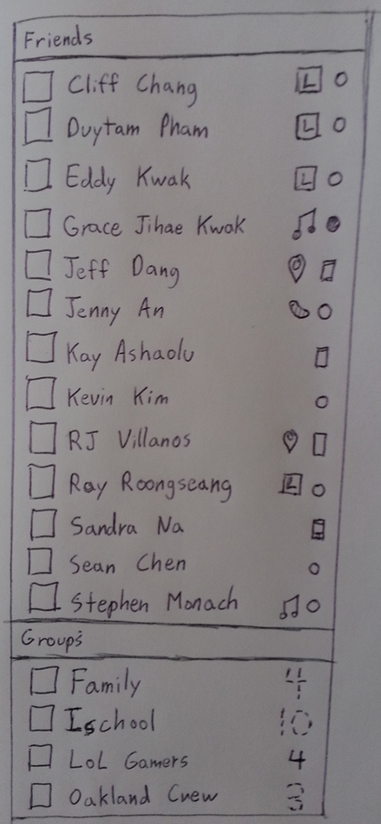 Friends
Cliff Chang L
Duytam Pham L
Eddy Kwak L
Grace Jihae Kwak
Jeff Dang
Jenny An
Kay Ashaolu
Kevin Kim
RJ Villanos
Ray Roongseang L
Sandra Na
Sean Chen
Stephen Monach
Groups
Family 4
Ischool 10
LoL Gamers 4
Oakland Crew 3